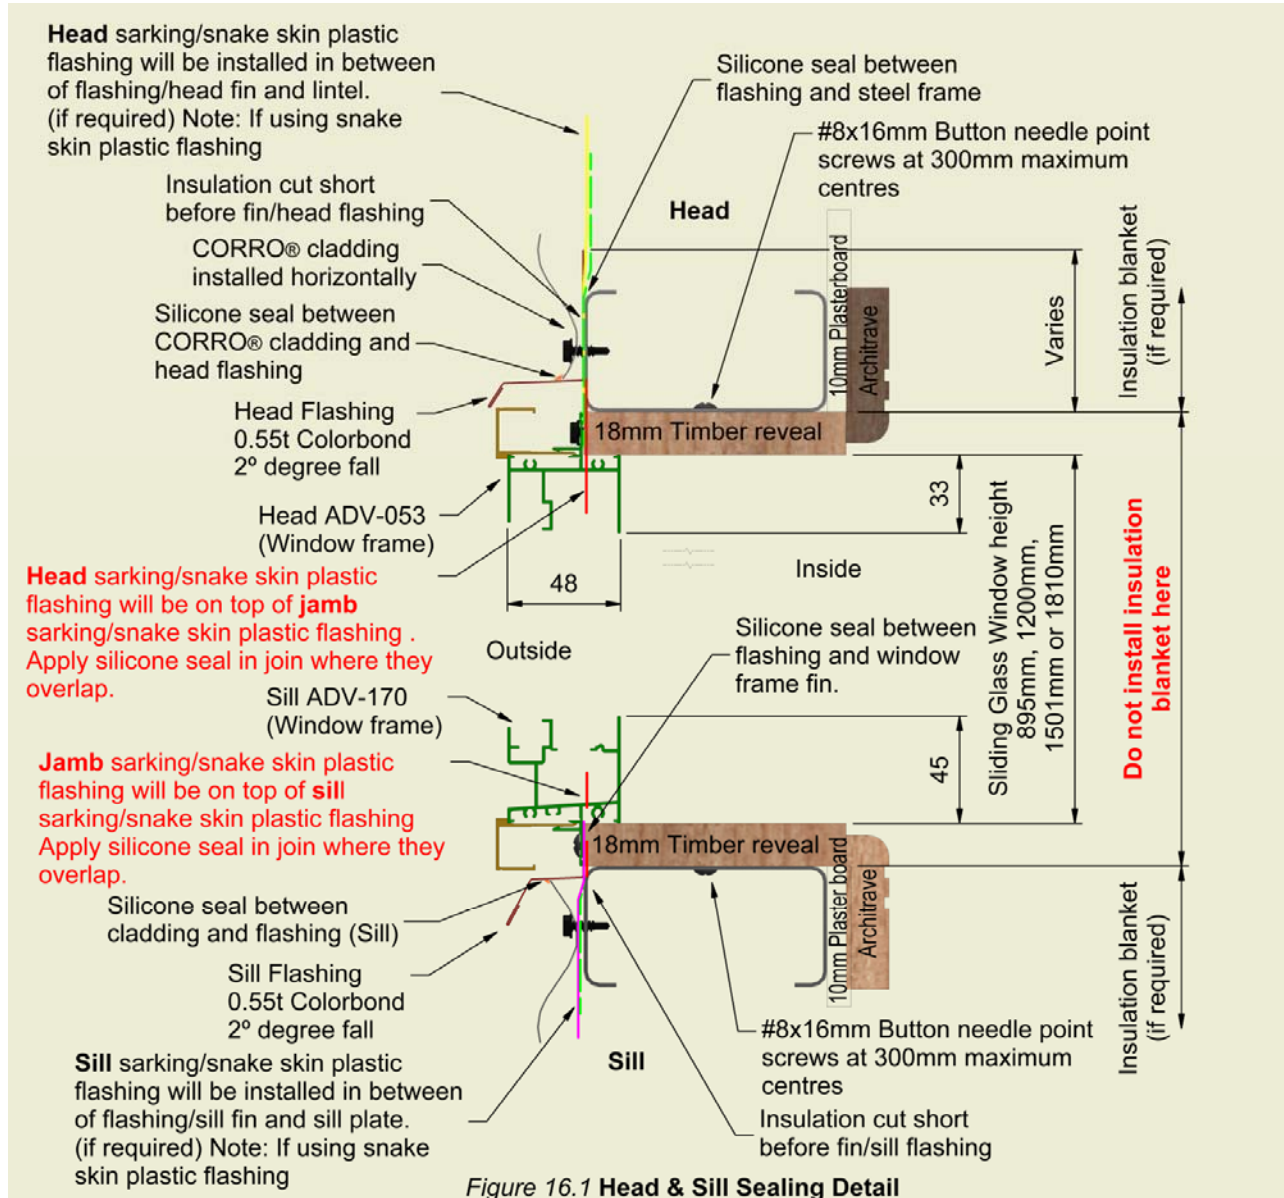 Head sarking/snake skin plastic
flashing will be installed in between
of flashing/head fin and lintel.
(if required) Note: If using snake
skin plastic flashing
Silicone seal between
flashing and steel frame
#8x16mm Button needle point
screws at 300mm maximum
centres
Insulation cut short
before fin/head flashing
Head
CORRO® cladding
installed horizontally
Silicone seal between
CORRO® cladding and
head flashing
10mm Plasterboard
Architrave
Varies
Insulation blanket
(if required)
Head Flashing
0.55t Colorbond
2º degree fall
18mm Timber reveal
Head ADV-053
(Window frame)
33
48
Inside
Head sarking/snake skin plastic
flashing will be on top of jamb
sarking/snake skin plastic flashing .
Apply silicone seal in join where they
overlap.
Outside
Silicone seal between
flashing and window
frame fin.
Sliding Glass Window height
895mm, 1200mm,
1501mm or 1810mm
Do not install insulation
blanket here
Sill ADV-170
(Window frame)
45
Jamb sarking/snake skin plastic
flashing will be on top of sill
sarking/snake skin plastic flashing
Apply silicone seal in join where they
overlap.
18mm Timber reveal
Silicone seal between
cladding and flashing (Sill)
10mm Plaster board
Architrave
Insulation blanket
(if required)
Sill Flashing
0.55t Colorbond
2º degree fall
#8x16mm Button needle point
screws at 300mm maximum
centres
Sill
Sill sarking/snake skin plastic
flashing will be installed in between
of flashing/sill fin and sill plate.
(if required) Note: If using snake
skin plastic flashing
Insulation cut short
before fin/sill flashing
Figure 16.1 Head & Sill Sealing Detail